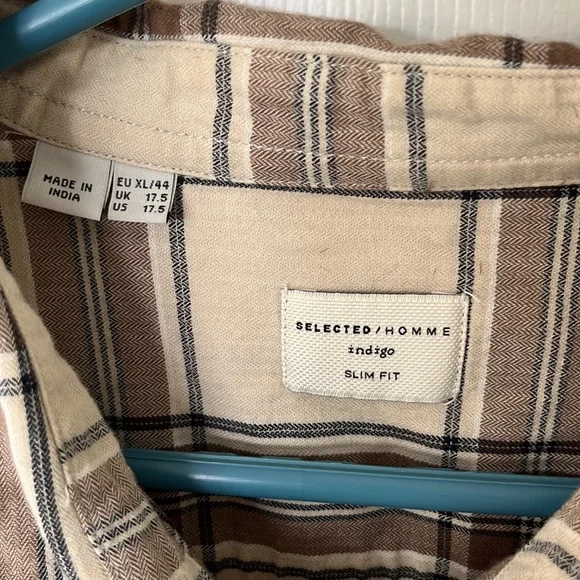 MADE IN
INDIA
EU XL/44
UK 17.5
US 17.5
SELECTED/HOMME
indigo
SLIM FIT